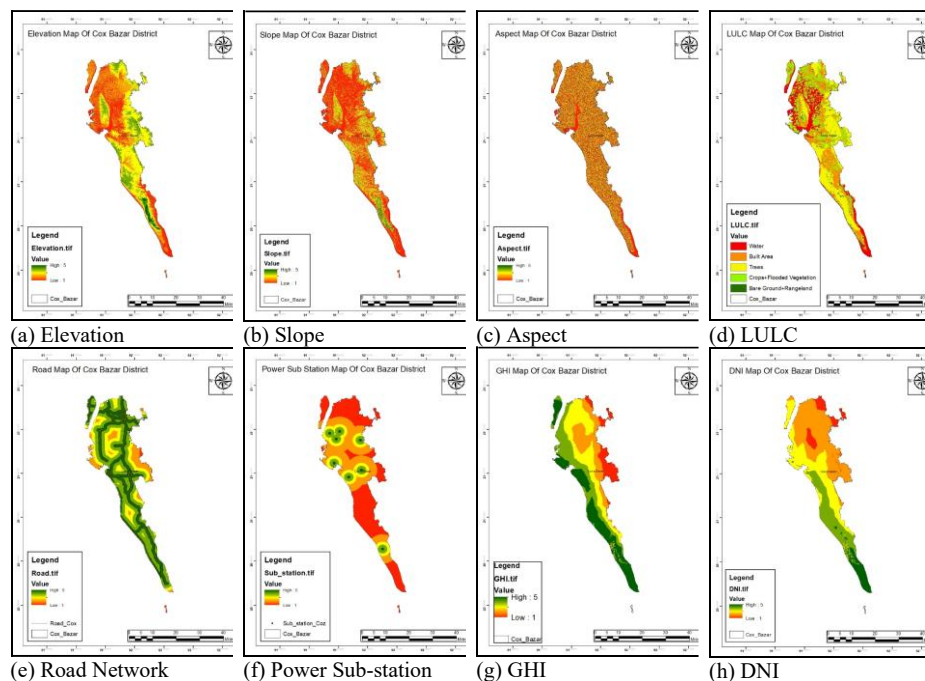 Elevation Map Of Cox Bazar District
Legend
Elevation.tif
Value
High : 5
Low : 1
Cox_Bazar
(a) Elevation
Slope Map Of Cox Bazar District
Legend
Slope.tif
Value
High : 5
Low : 1
Cox_Bazar
(b) Slope
Aspect Map Of Cox Bazar District
Legend
Aspect.tif
Value
High : 5
Low : 1
Cox_Bazar
(c) Aspect
LULC Map Of Cox Bazar District
Legend
LULC.tif
Value
Water
Built Area
Trees
Crops+Flooded Vegetation
Bare Ground+Rangeland
Cox_Bazar
(d) LULC
Road Map Of Cox Bazar District
Legend
Road.tif
Value
High : 5
Low : 1
Road_Cox
Cox_Bazar
(e) Road Network
Power Sub Station Map Of Cox Bazar District
Legend
Sub_station.tif
Value
High : 5
Low : 1
Sub_station_Coz
Cox_Bazar
(f) Power Sub-station
GHI Map Of Cox Bazar District
Legend
GHI.tif
Value
High : 5
Low : 1
Cox_Bazar
(g) GHI
DNI Map Of Cox Bazar District
Legend
DNI.tif
Value
High : 5
Low : 1
Cox_Bazar
(h) DNI